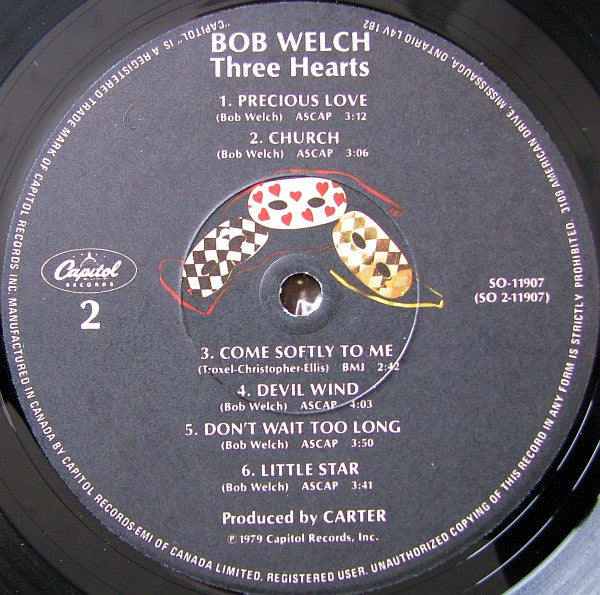 BOB WELCH
Three Hearts
1. PRECIOUS LOVE
(Bob Welch) ASCAP 3:12
2. CHURCH
(Bob Welch) ASCAP 3:06
Capitol
RECORDS
2
SO-11907
(SO 2-11907)
3. COME SOFTLY TO ME
(Troxel-Christopher-Ellis) BMJ 2:42
4. DEVIL WIND
(Bob Welch) ASCAP 4:03
5. DON'T WAIT TOO LONG
(Bob Welch) ASCAP 3:50
6. LITTLE STAR
(Bob Welch) ASCAP 3:41
Produced by CARTER
℗ 1979 Capitol Records, Inc.
"CAPITOL" IS A REGISTERED TRADE MARK OF CAPITOL RECORDS INC. MANUFACTURED IN CANADA BY CAPITOL RECORDS-EMI OF CANADA LIMITED. REGISTERED USER. UNAUTHORIZED COPYING OF THIS RECORD IN ANY FORM IS STRICTLY PROHIBITED. 3109 AMERICAN DRIVE, MISSISSAUGA, ONTARIO L4V 1B2